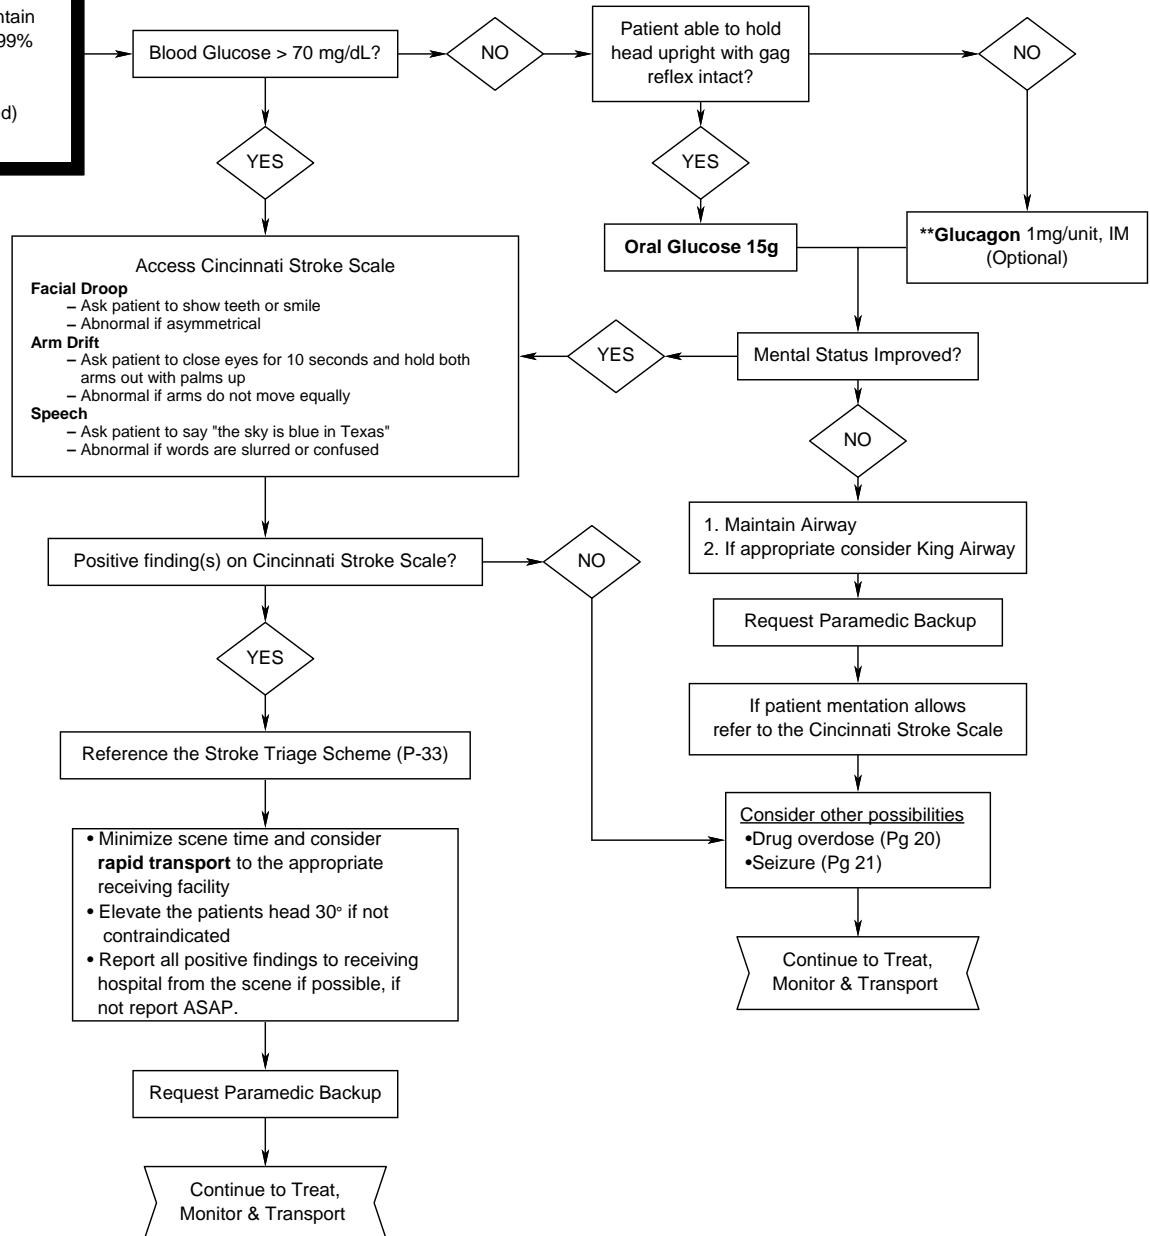 ntain
99%
ed)
Blood Glucose > 70 mg/dL?
NO
Patient able to hold
head upright with gag
reflex intact?
NO
YES
YES
Oral Glucose 15g
**Glucagon 1mg/unit, IM
(Optional)
Access Cincinnati Stroke Scale
Facial Droop
– Ask patient to show teeth or smile
– Abnormal if asymmetrical
Arm Drift
– Ask patient to close eyes for 10 seconds and hold both
arms out with palms up
– Abnormal if arms do not move equally
Speech
– Ask patient to say "the sky is blue in Texas"
– Abnormal if words are slurred or confused
YES
Mental Status Improved?
NO
1. Maintain Airway
2. If appropriate consider King Airway
Positive finding(s) on Cincinnati Stroke Scale?
NO
Request Paramedic Backup
YES
If patient mentation allows
refer to the Cincinnati Stroke Scale
Reference the Stroke Triage Scheme (P-33)
Consider other possibilities
•Drug overdose (Pg 20)
•Seizure (Pg 21)
• Minimize scene time and consider
rapid transport to the appropriate
receiving facility
• Elevate the patients head 30° if not
contraindicated
• Report all positive findings to receiving
hospital from the scene if possible, if
not report ASAP.
Continue to Treat,
Monitor & Transport
Request Paramedic Backup
Continue to Treat,
Monitor & Transport